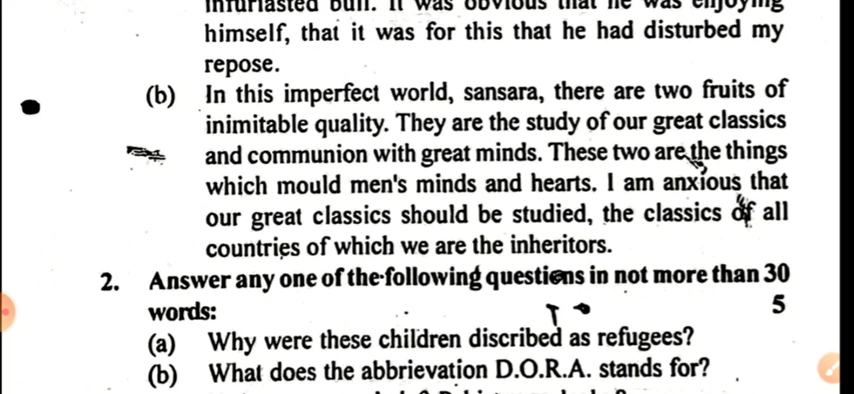 infuriasted bull. It was obvious that he was enjoying
himself, that it was for this that he had disturbed my
repose.
(b) In this imperfect world, sansara, there are two fruits of
inimitable quality. They are the study of our great classics
and communion with great minds. These two are the things
which mould men's minds and hearts. I am anxious that
our great classics should be studied, the classics of all
countries of which we are the inheritors.
2. Answer any one of the following questions in not more than 30
words: 5
(a) Why were these children discribed as refugees?
(b) What does the abbrievation D.O.R.A. stands for?